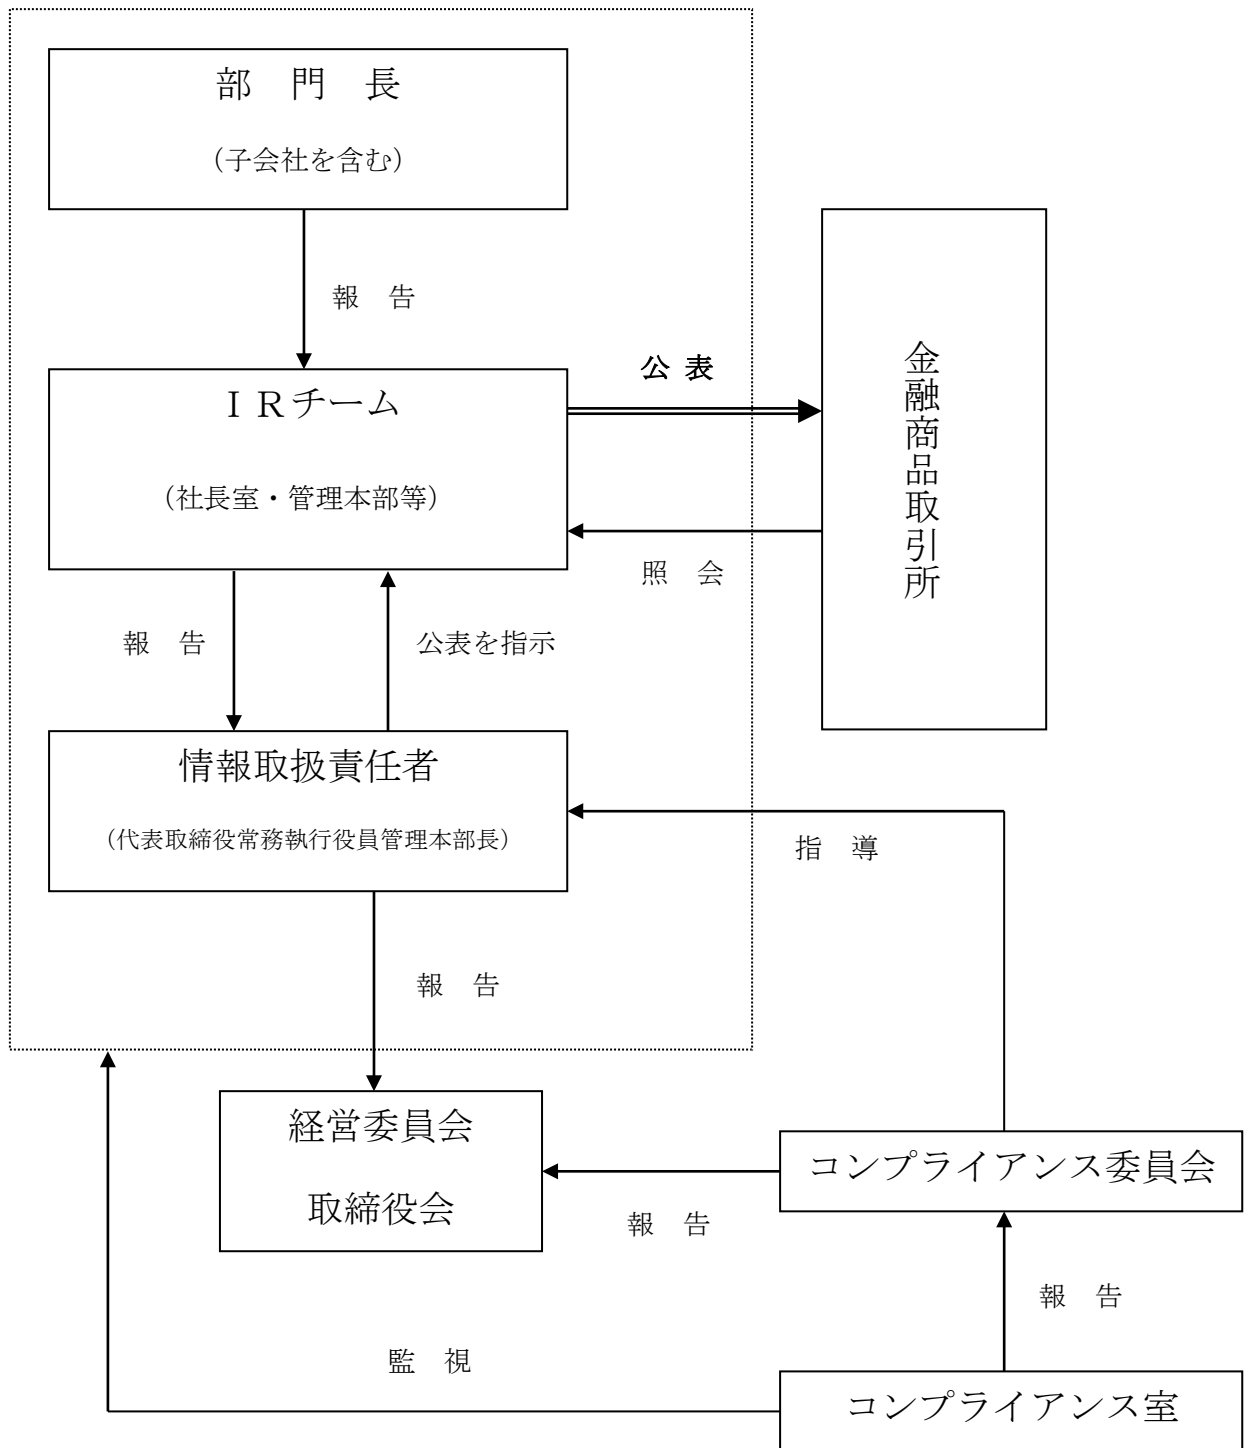 部　門　長
（子会社を含む）
報　告
公 表
ＩＲチーム
（社長室・管理本部等）
金融商品取引所
照　会
報　告
公表を指示
情報取扱責任者
（代表取締役常務執行役員管理本部長）
指　導
報　告
経営委員会
取締役会
コンプライアンス委員会
報　告
報　告
監　視
コンプライアンス室